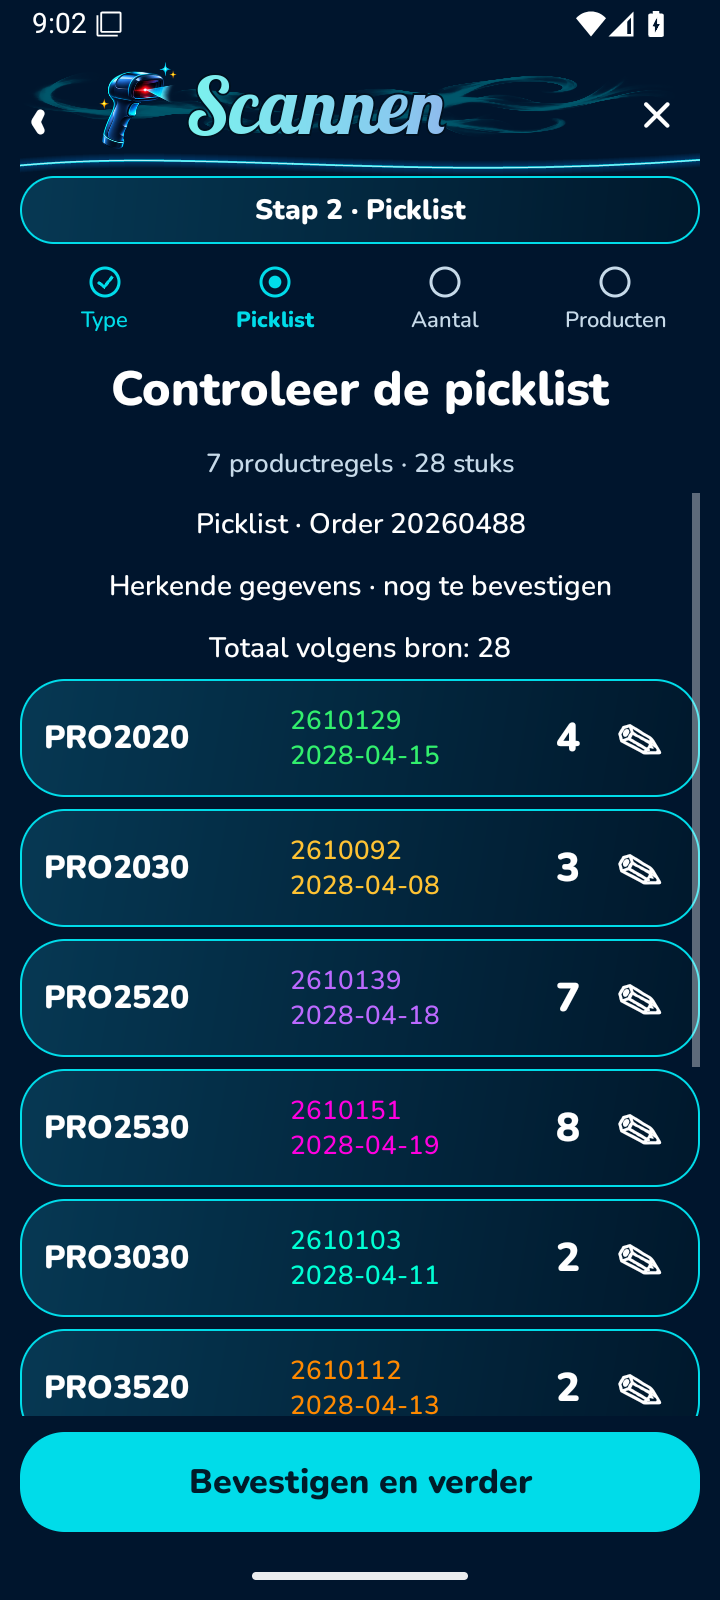 9:02
Scannen
Stap 2 · Picklist
Type
Picklist
Aantal
Producten
Controleer de picklist
7 productregels · 28 stuks
Picklist · Order 20260488
Herkende gegevens · nog te bevestigen
Totaal volgens bron: 28
PRO2020 2610129 4
2028-04-15
PRO2030 2610092 3
2028-04-08
PRO2520 2610139 7
2028-04-18
PRO2530 2610151 8
2028-04-19
PRO3030 2610103 2
2028-04-11
PRO3520 2610112 2
2028-04-13
Bevestigen en verder